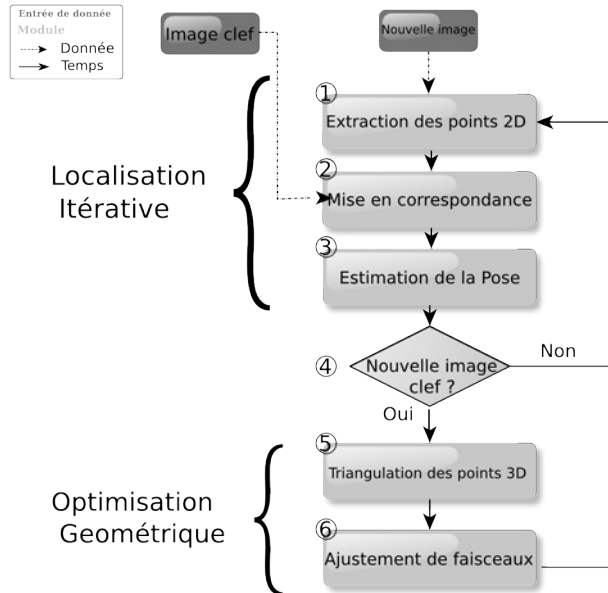 Entrée de donnée
Module
Donnée
Temps
Image clef
Nouvelle image
1
Extraction des points 2D
2
Mise en correspondance
3
Estimation de la Pose
Localisation
Itérative
4
Nouvelle image
clef ?
Non
Oui
5
Triangulation des points 3D
6
Ajustement de faisceaux
Optimisation
Geométrique